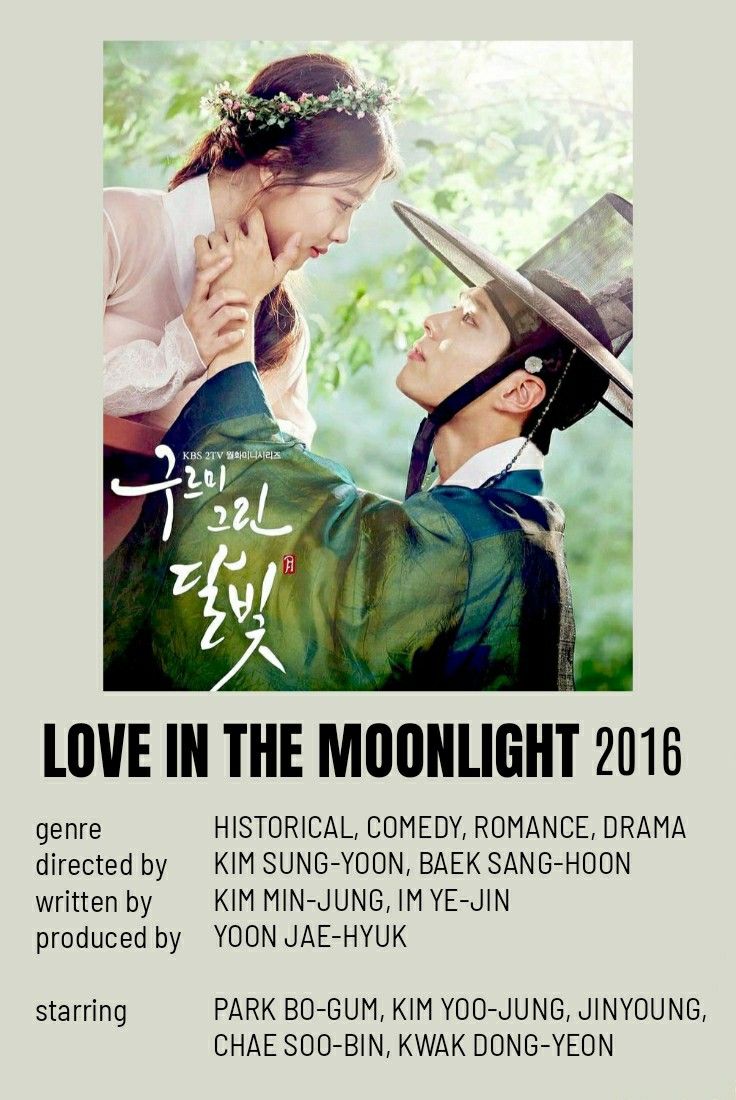 KBS 2TV 월화미니시리즈
구르미
그린
달빛
月
LOVE IN THE MOONLIGHT 2016
genre HISTORICAL, COMEDY, ROMANCE, DRAMA
directed by KIM SUNG-YOON, BAEK SANG-HOON
written by KIM MIN-JUNG, IM YE-JIN
produced by YOON JAE-HYUK
starring PARK BO-GUM, KIM YOO-JUNG, JINYOUNG,
CHAE SOO-BIN, KWAK DONG-YEON